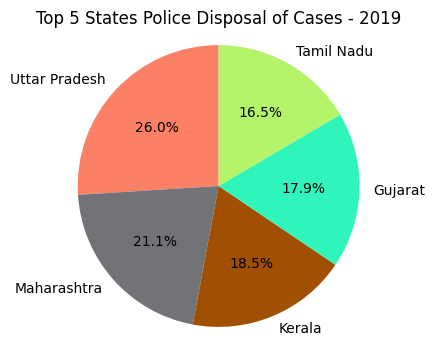 Top 5 States Police Disposal of Cases - 2019
Tamil Nadu
Uttar Pradesh
16.5%
26.0%
17.9%
Gujarat
21.1%
18.5%
Maharashtra
Kerala